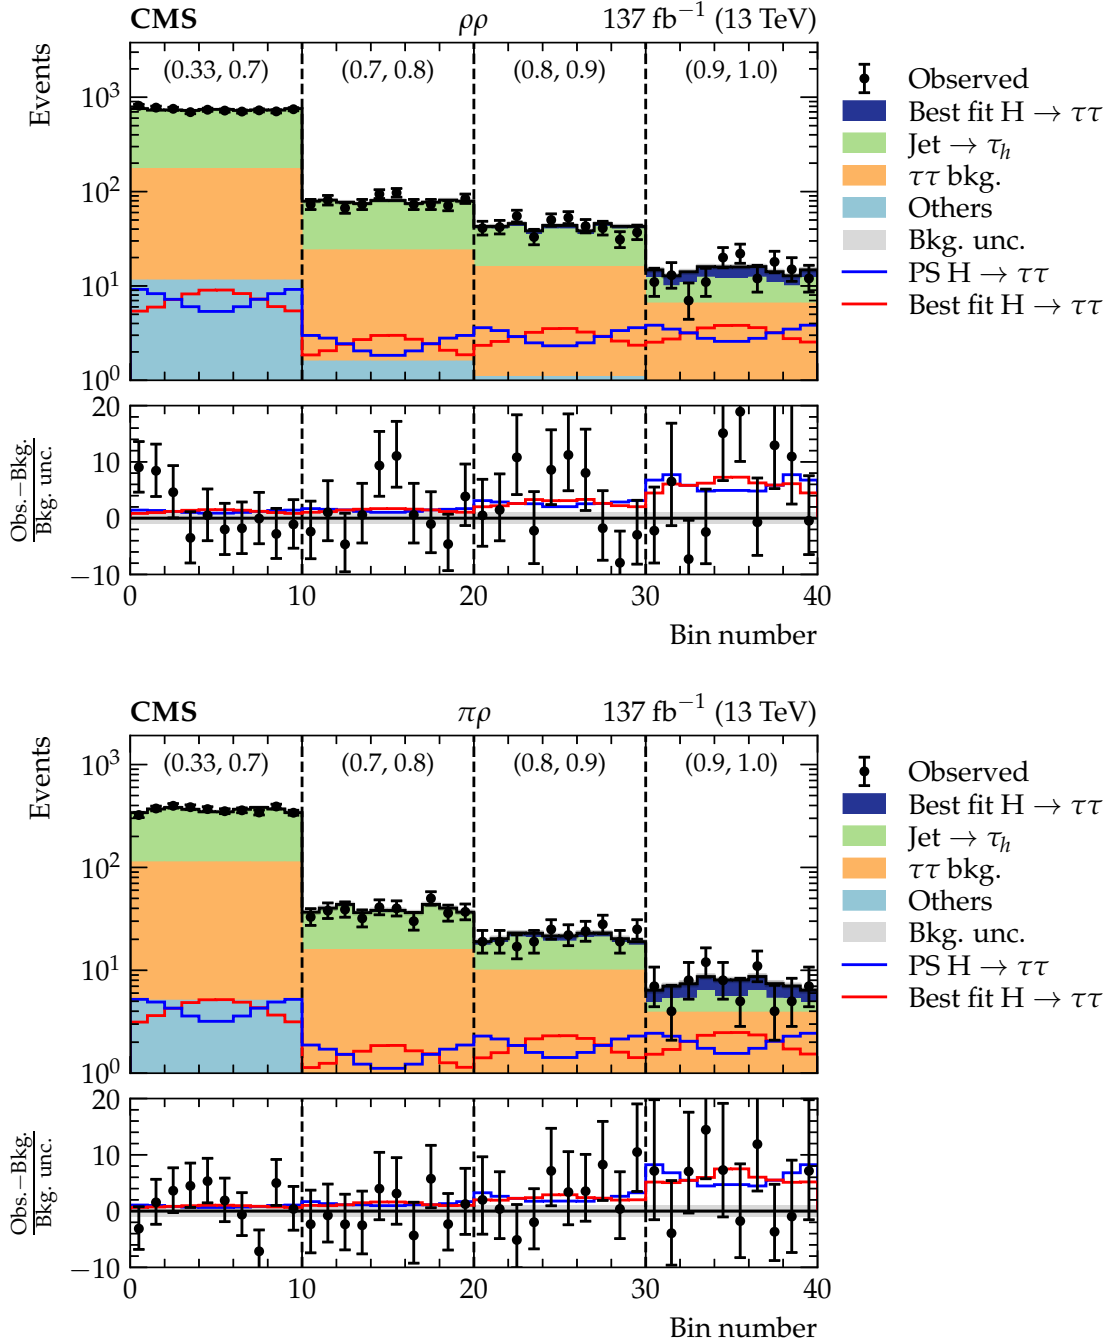 CMS ρρ 137 fb⁻¹ (13 TeV)
Events
(0.33, 0.7) (0.7, 0.8) (0.8, 0.9) (0.9, 1.0)
10³
10²
10¹
10⁰
Observed
Best fit H → ττ
Jet → τₕ
ττ bkg.
Others
Bkg. unc.
PS H → ττ
Best fit H → ττ
Obs.−Bkg.
Bkg. unc.
20
10
0
−10
0 10 20 30 40
Bin number
CMS πρ 137 fb⁻¹ (13 TeV)
Events
(0.33, 0.7) (0.7, 0.8) (0.8, 0.9) (0.9, 1.0)
10³
10²
10¹
10⁰
Observed
Best fit H → ττ
Jet → τₕ
ττ bkg.
Others
Bkg. unc.
PS H → ττ
Best fit H → ττ
Obs.−Bkg.
Bkg. unc.
20
10
0
−10
0 10 20 30 40
Bin number